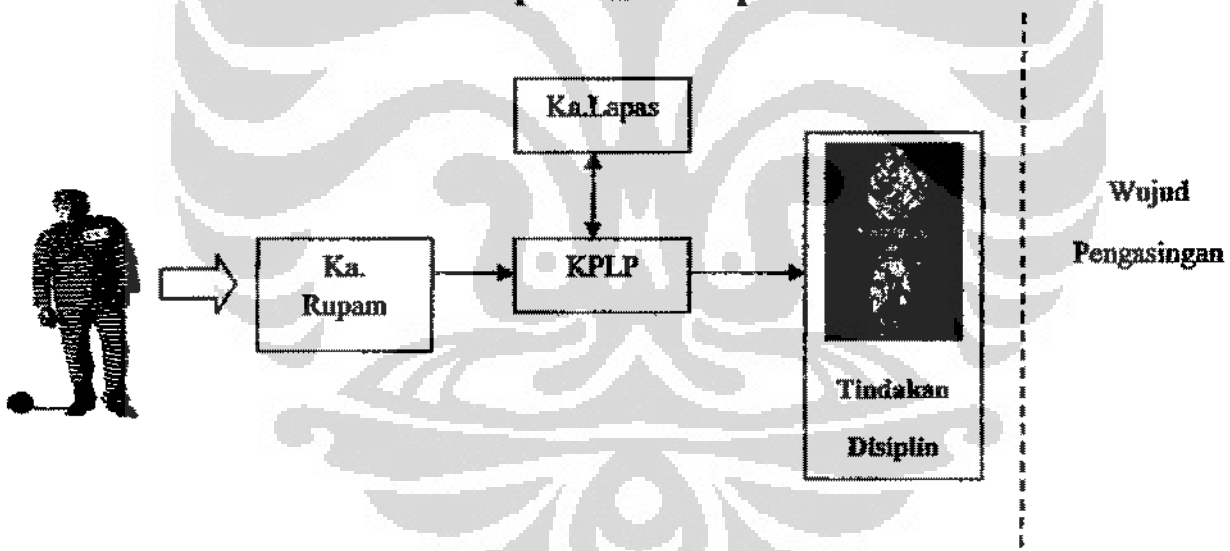 Ka.Lapas
Ka.
Rupam
KPLP
Tindakan
Disiplin
Wujud
Pengasingan